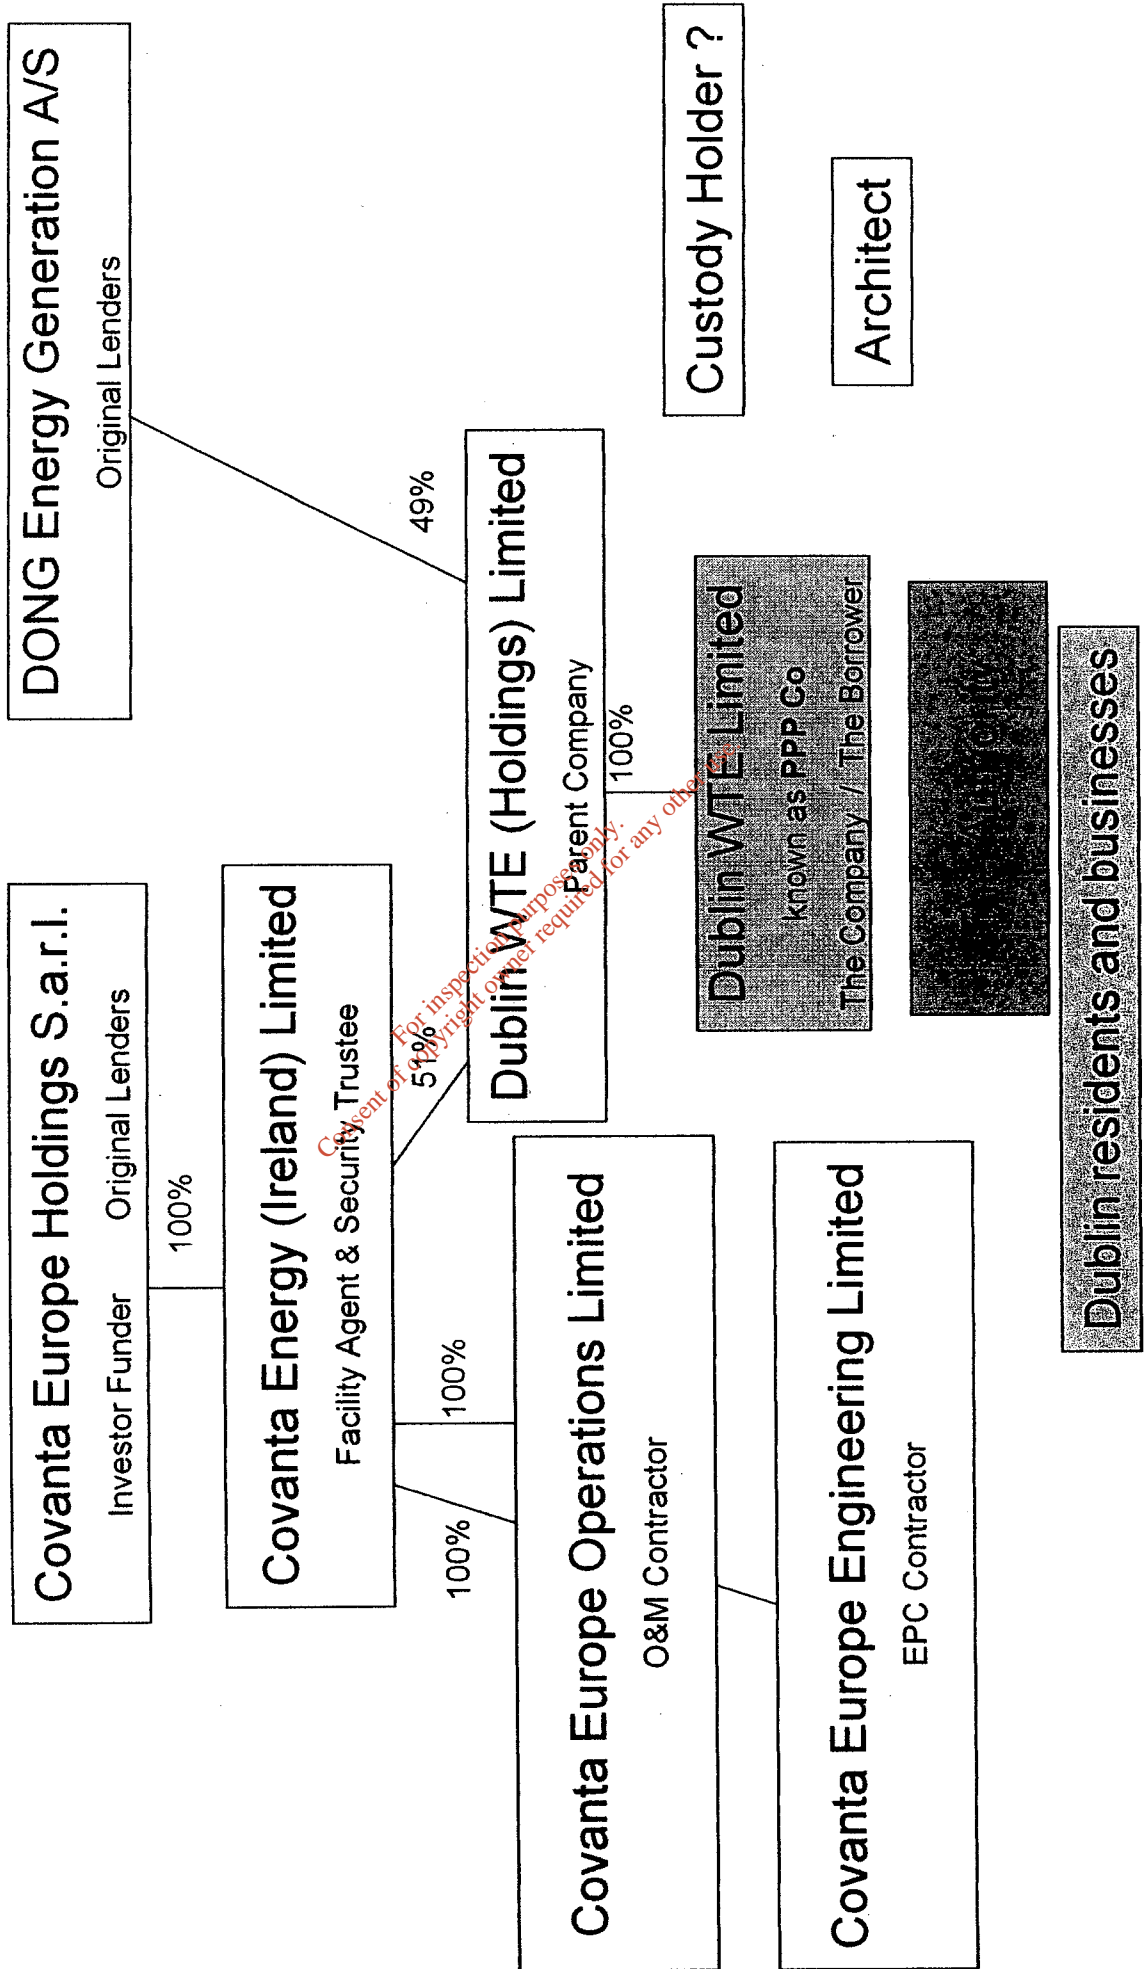 Covanta Europe Holdings S.a.r.l.
Investor Funder Original Lenders
DONG Energy Generation A/S
Original Lenders
100%
Covanta Energy (Ireland) Limited
Facility Agent & Security Trustee
100%
100%
51%
49%
Dublin WTE (Holdings) Limited
Parent Company
100%
Covanta Europe Operations Limited
O&M Contractor
Dublin WTE Limited
known as PPP Co
The Company / The Borrower
Custody Holder ?
Architect
Covanta Europe Engineering Limited
EPC Contractor
Dublin residents and businesses
For inspection purposes only.
Consent of copyright owner required for any other use.